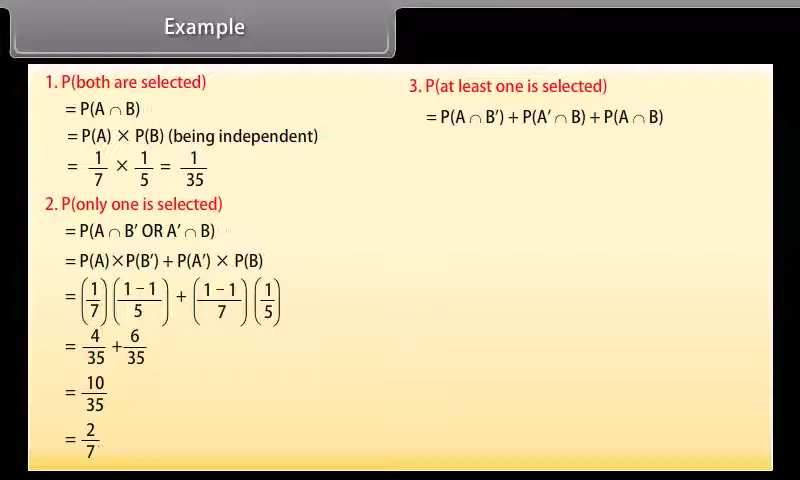 Example
1. P(both are selected)
= P(A ∩ B)
= P(A) × P(B) (being independent)
= 1/7 × 1/5 = 1/35
2. P(only one is selected)
= P(A ∩ B′ OR A′ ∩ B)
= P(A)×P(B′) + P(A′) × P(B)
= (1/7) (1 – 1/5) + (1 – 1/7) (1/5)
= 4/35 + 6/35
= 10/35
= 2/7
3. P(at least one is selected)
= P(A ∩ B′) + P(A′ ∩ B) + P(A ∩ B)